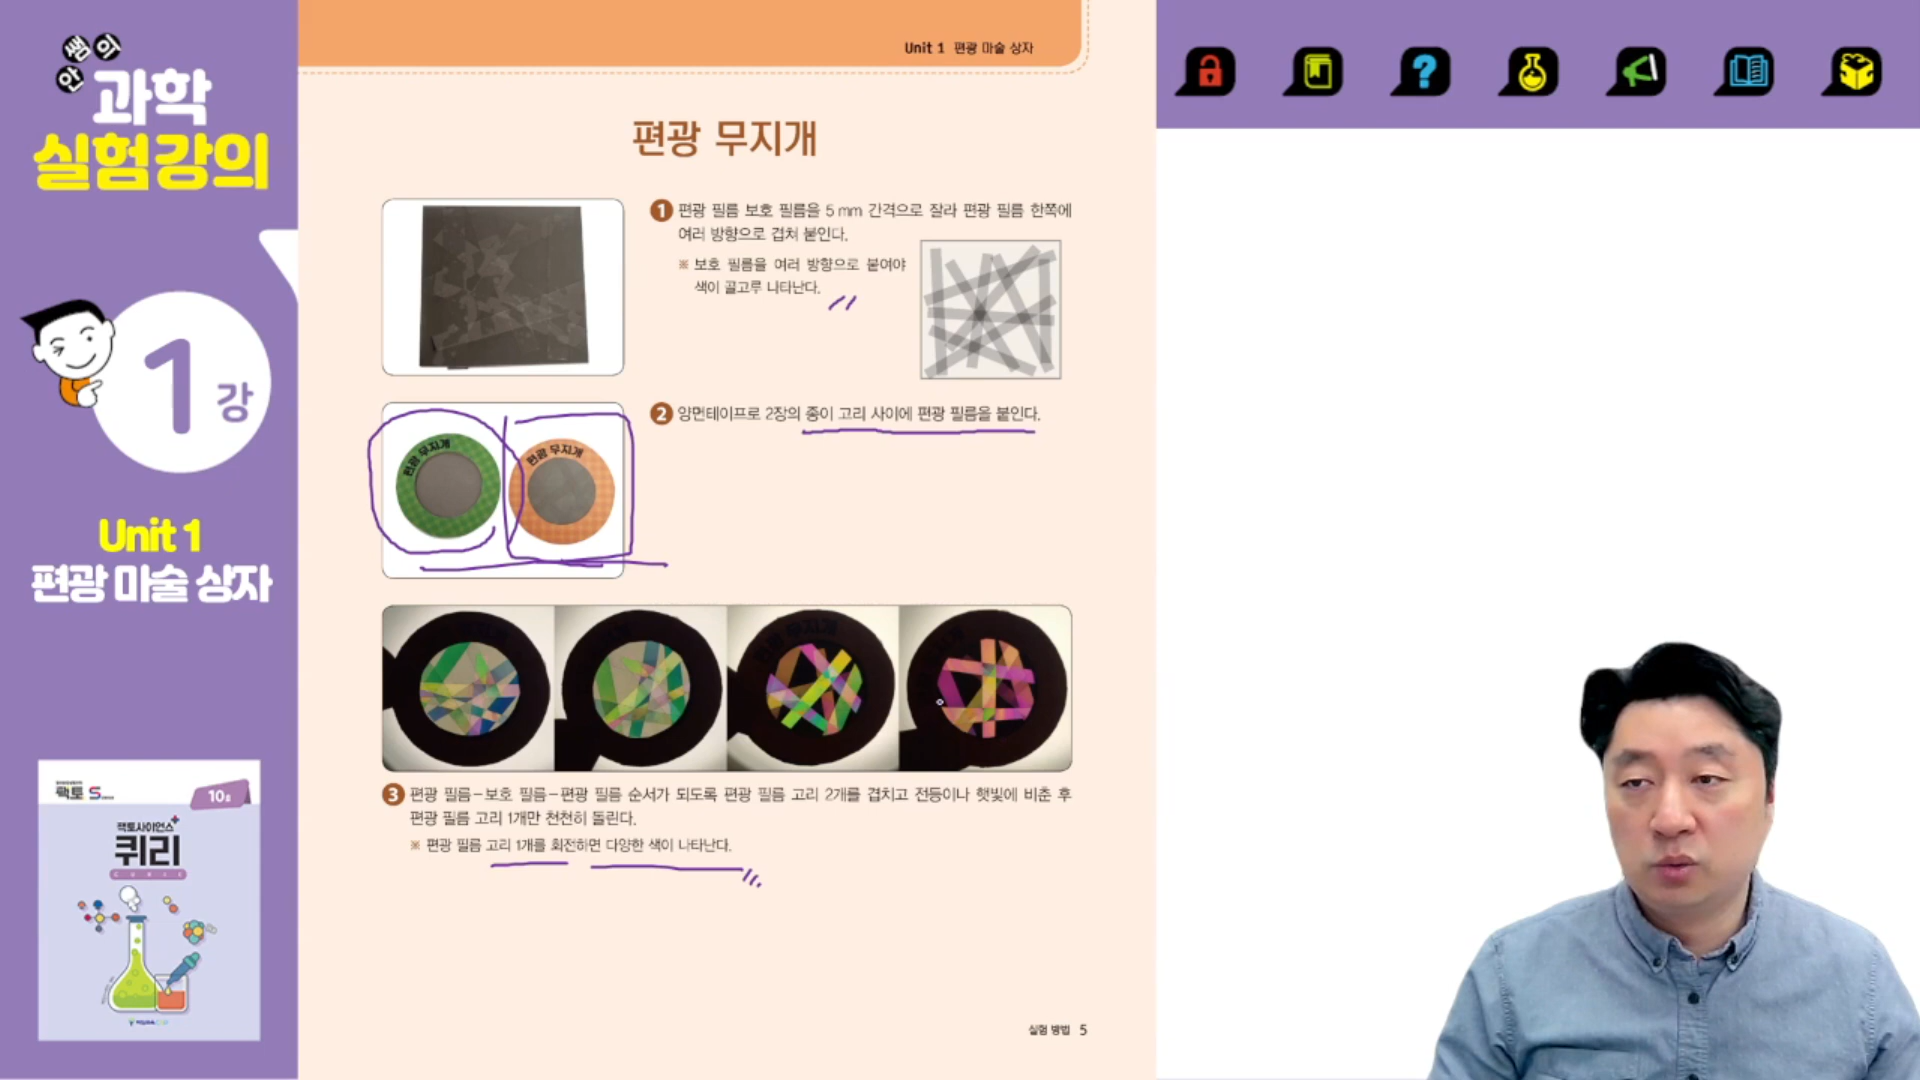 안쌤의
과학
실험강의
1강
Unit 1
편광 마술 상자
팩토 S
10호
팩토사이언스+
퀴리
CURIE
Unit 1 편광 마술 상자
편광 무지개
1 편광 필름 보호 필름을 5 mm 간격으로 잘라 편광 필름 한쪽에
여러 방향으로 겹쳐 붙인다.
※ 보호 필름을 여러 방향으로 붙여야
색이 골고루 나타난다.
편광 무지개
편광 무지개
2 양면테이프로 2장의 종이 고리 사이에 편광 필름을 붙인다.
3 편광 필름-보호 필름-편광 필름 순서가 되도록 편광 필름 고리 2개를 겹치고 전등이나 햇빛에 비춘 후
편광 필름 고리 1개만 천천히 돌린다.
※ 편광 필름 고리 1개를 회전하면 다양한 색이 나타난다.
실험 방법 5
?